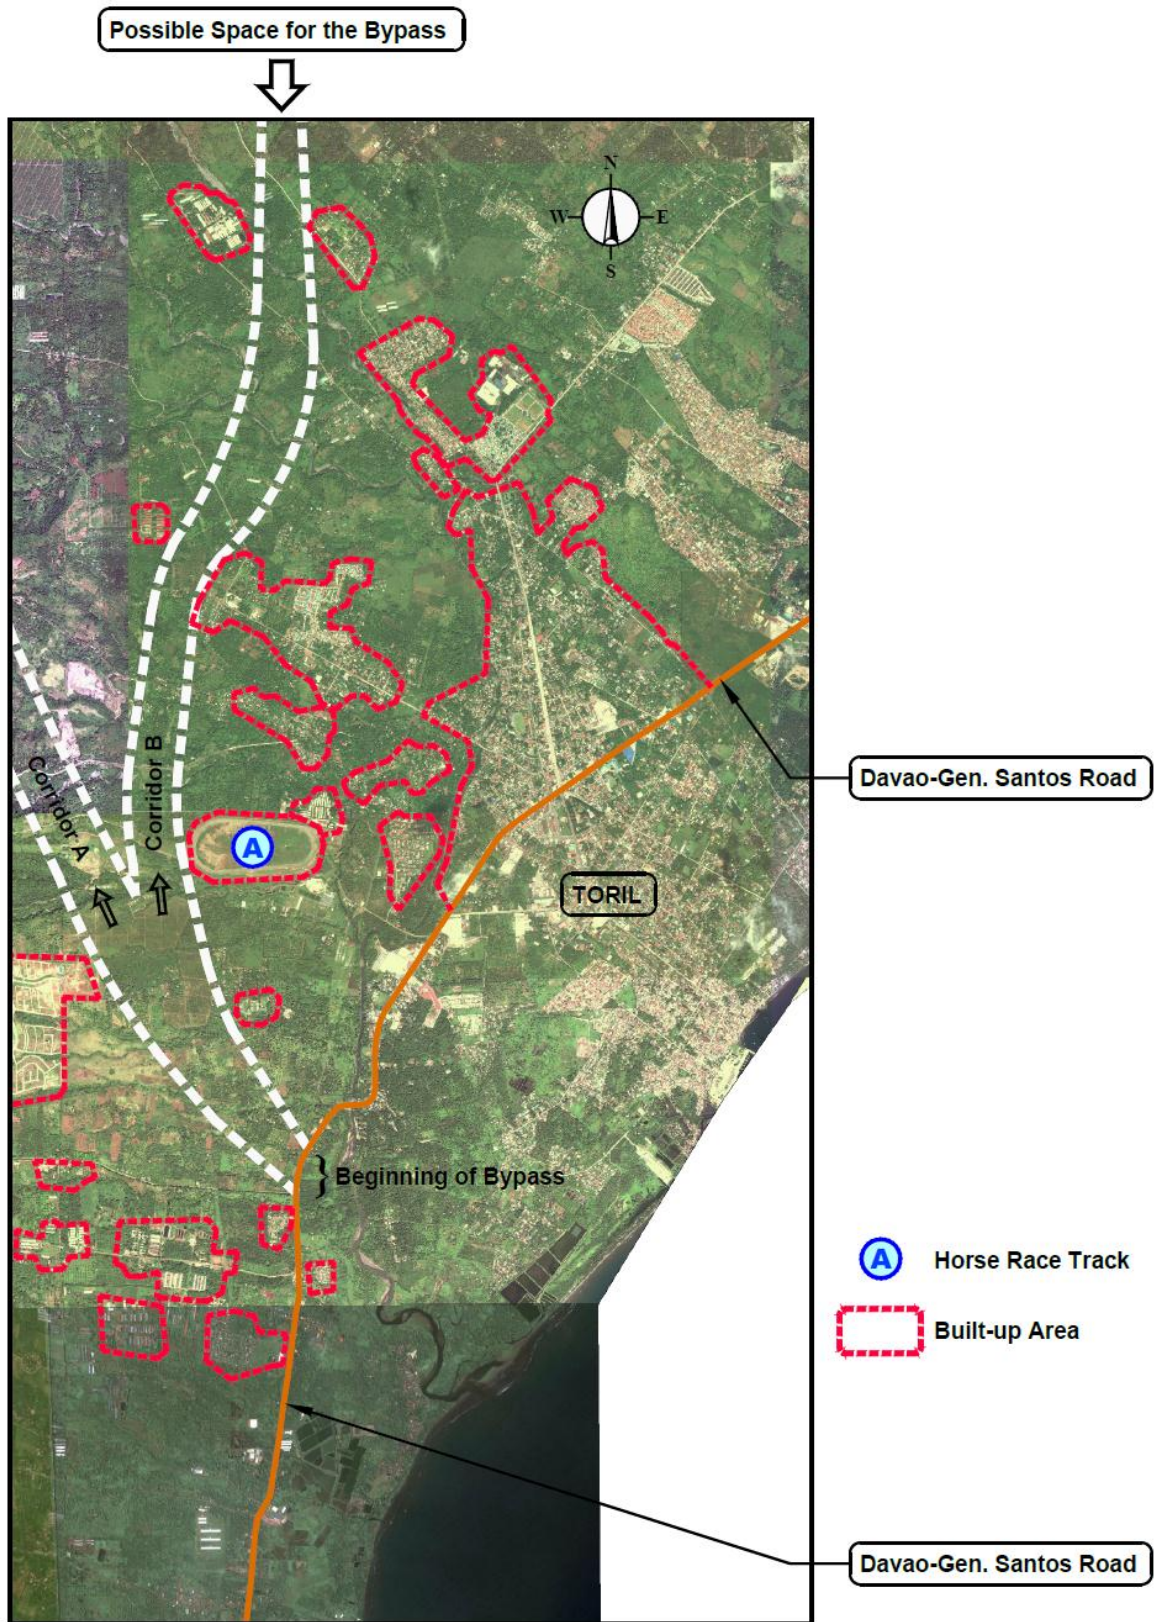 Possible Space for the Bypass
N
W E
S
Corridor A
Corridor B
A
Davao-Gen. Santos Road
TORIL
Beginning of Bypass
A Horse Race Track
Built-up Area
Davao-Gen. Santos Road